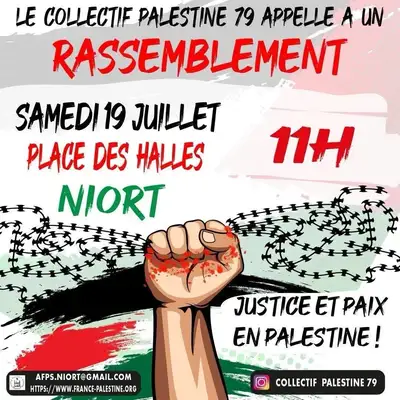 LE COLLECTIF PALESTINE 79 APPELLE A UN
RASSEMBLEMENT
SAMEDI 19 JUILLET
11H
PLACE DES HALLES
NIORT
JUSTICE ET PAIX
EN PALESTINE !
AFPS.NIORT@GMAIL.COM
HTTPS://WWW.FRANCE-PALESTINE.ORG
COLLECTIF PALESTINE 79